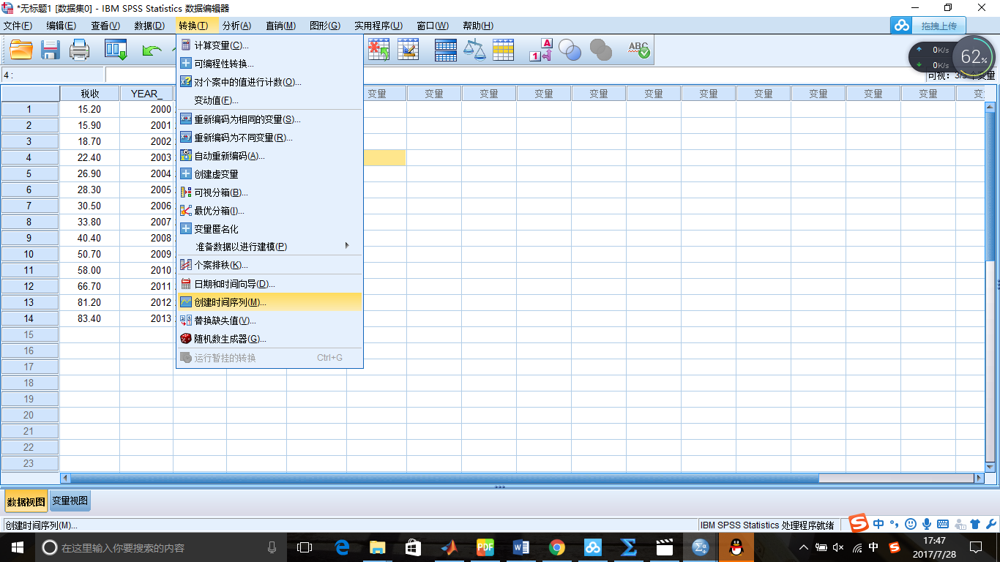 *无标题1 [数据集0] - IBM SPSS Statistics 数据编辑器
文件(F) 编辑(E) 查看(V) 数据(D) 转换(T) 分析(A) 直销(M) 图形(G) 实用程序(U) 窗口(W) 帮助(H)
拖拽上传
0K/s
0K/s
62%
4 :
变量
税收 YEAR_ 变量 变量 变量 变量 变量 变量 变量 变量 变量 变量 变量
1 15.20 2000
2 15.90 2001
3 18.70 2002
4 22.40 2003
5 26.90 2004
6 28.30 2005
7 30.50 2006
8 33.80 2007
9 40.40 2008
10 50.70 2009
11 58.00 2010
12 66.70 2011
13 81.20 2012
14 83.40 2013
15
16
17
18
19
20
21
22
23
计算变量(C)...
可编程性转换...
对个案中的值进行计数(O)...
变动值(F)...
重新编码为相同的变量(S)...
重新编码为不同变量(R)...
自动重新编码(A)...
创建虚变量
可视分箱(B)...
最优分箱(I)...
变量匿名化
准备数据以进行建模(P)
个案排秩(K)...
日期和时间向导(D)...
创建时间序列(M)...
替换缺失值(V)...
随机数生成器(G)...
运行暂挂的转换 Ctrl+G
数据视图 变量视图
创建时间序列(M)... IBM SPSS Statistics 处理程序就绪
中
在这里输入你要搜索的内容
中
17:47
2017/7/28